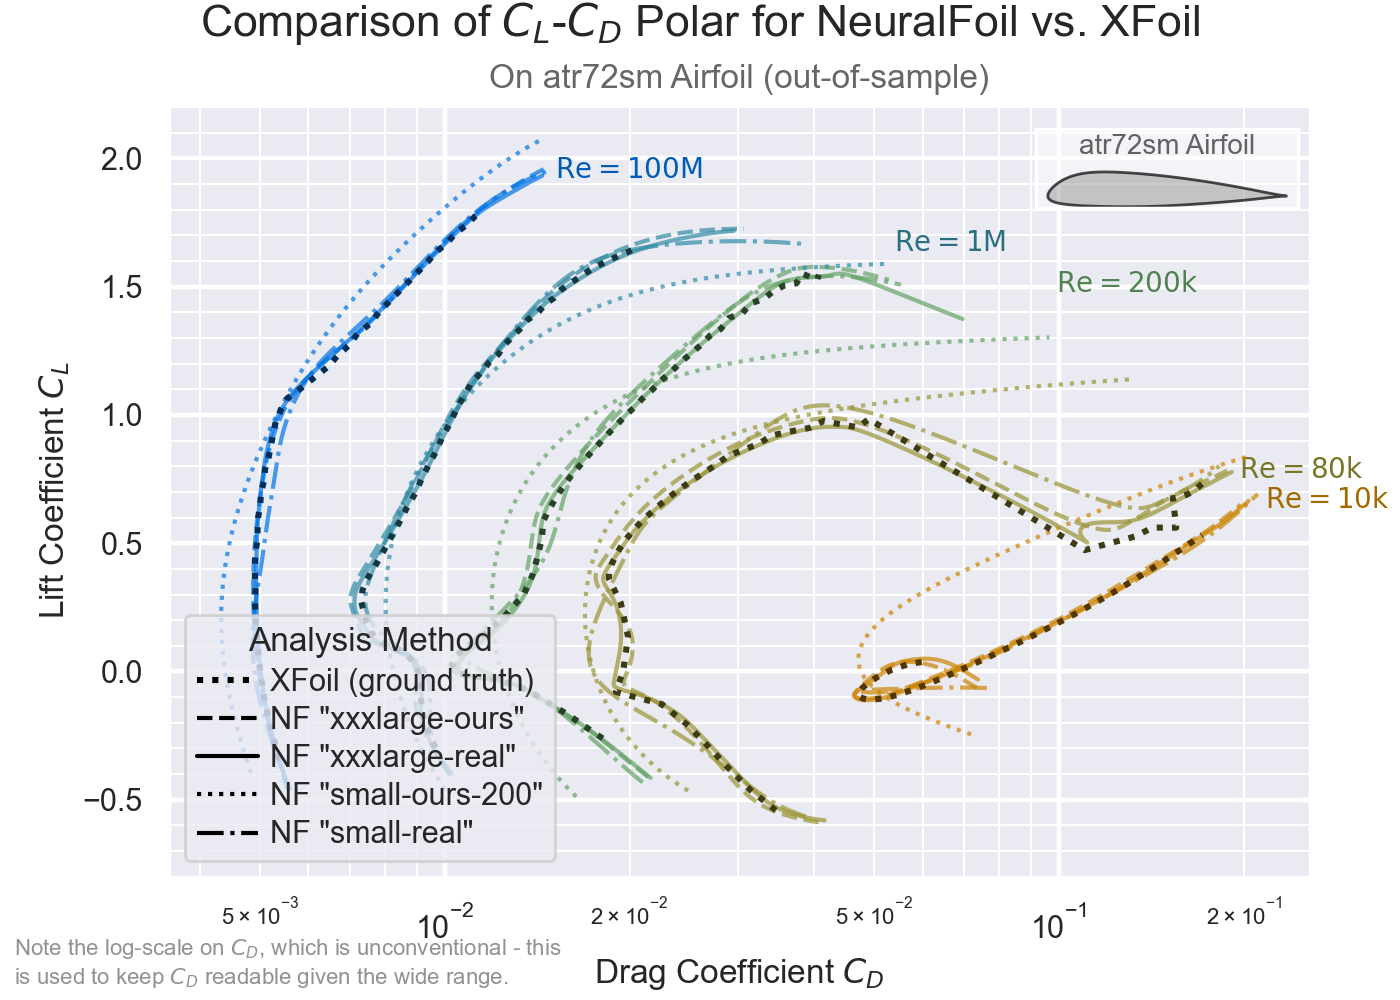 Comparison of C_L-C_D Polar for NeuralFoil vs. XFoil
On atr72sm Airfoil (out-of-sample)
atr72sm Airfoil
Re = 100M
Re = 1M
Re = 200k
Re = 80k
Re = 10k
Lift Coefficient C_L
2.0
1.5
1.0
0.5
0.0
−0.5
Analysis Method
XFoil (ground truth)
NF "xxxlarge-ours"
NF "xxxlarge-real"
NF "small-ours-200"
NF "small-real"
5 × 10⁻³
10⁻²
2 × 10⁻²
5 × 10⁻²
10⁻¹
2 × 10⁻¹
Drag Coefficient C_D
Note the log-scale on C_D, which is unconventional - this
is used to keep C_D readable given the wide range.